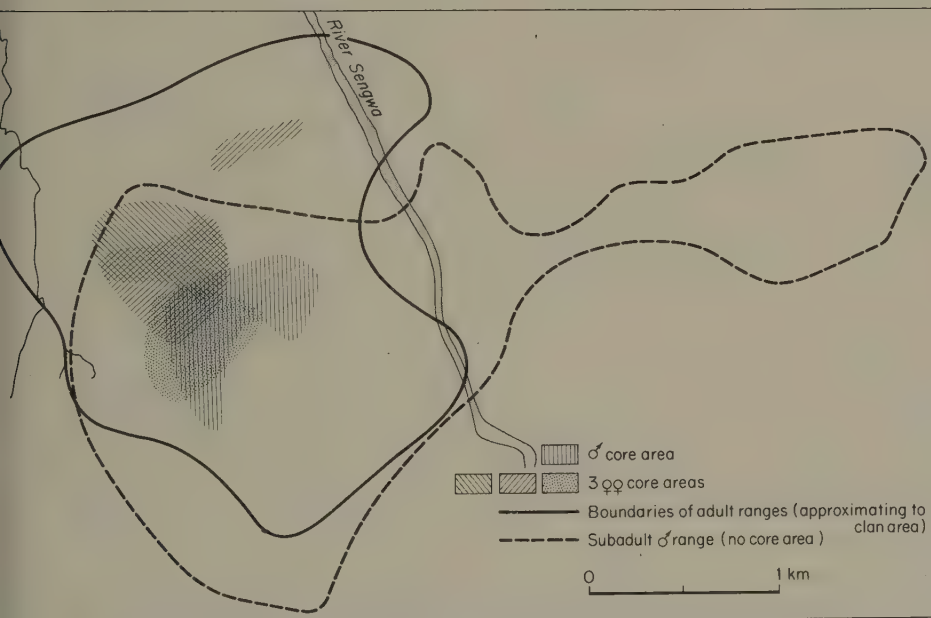 River Sengwa
♂ core area
3 ♀♀ core areas
Boundaries of adult ranges (approximating to
clan area)
Subadult ♂ range (no core area)
0 1 km